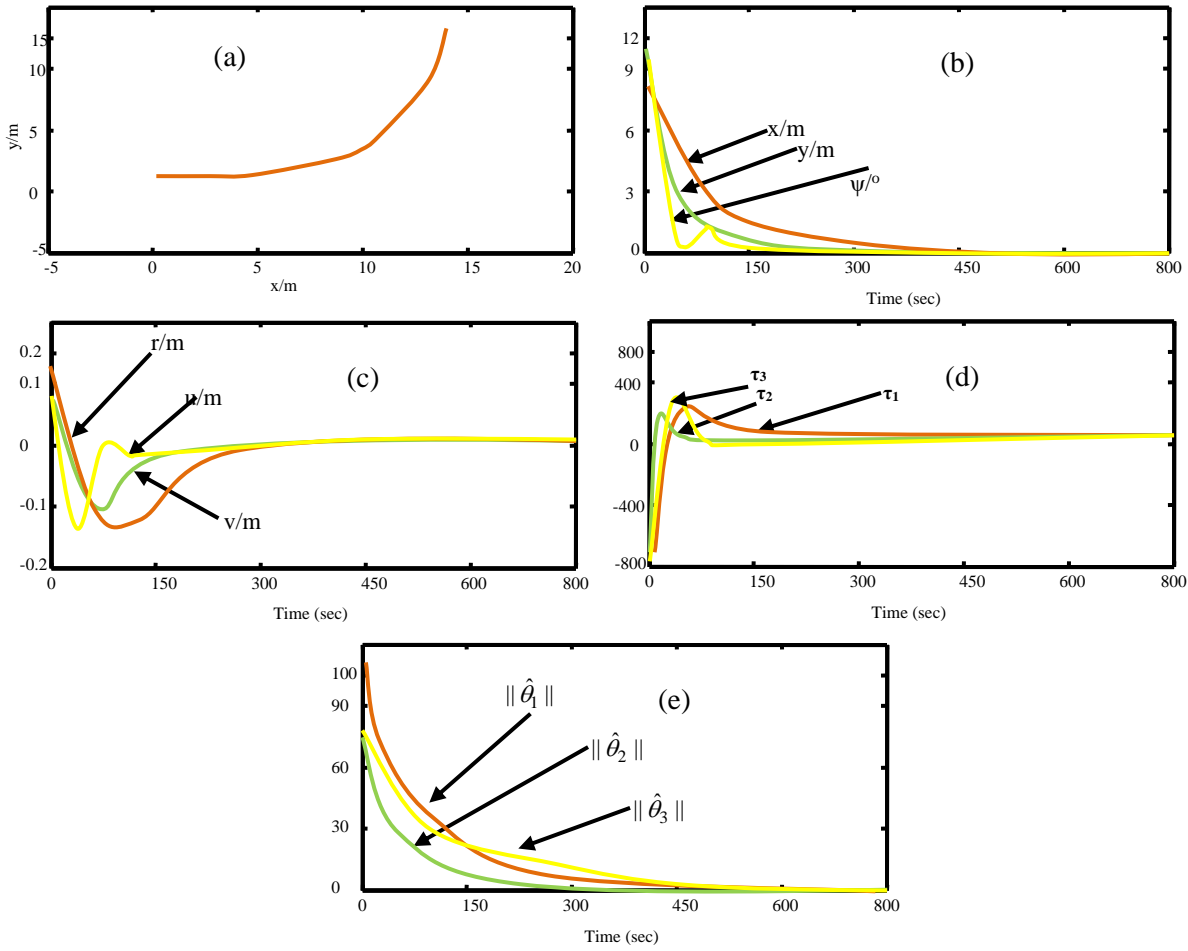 (a)
y/m
15
10
5
0
-5
-5 0 5 10 15 20
x/m
(b)
12
9
6
3
0
x/m
y/m
ψ/o
0 150 300 450 600 800
Time (sec)
(c)
0.2
0.1
0
-0.1
-0.2
r/m
u/m
v/m
0 150 300 450 600 800
Time (sec)
(d)
800
400
0
-400
-800
τ3
τ2
τ1
0 150 300 450 600 800
Time (sec)
(e)
100
90
60
30
0
|| θ̂1 ||
|| θ̂2 ||
|| θ̂3 ||
0 150 300 450 600 800
Time (sec)